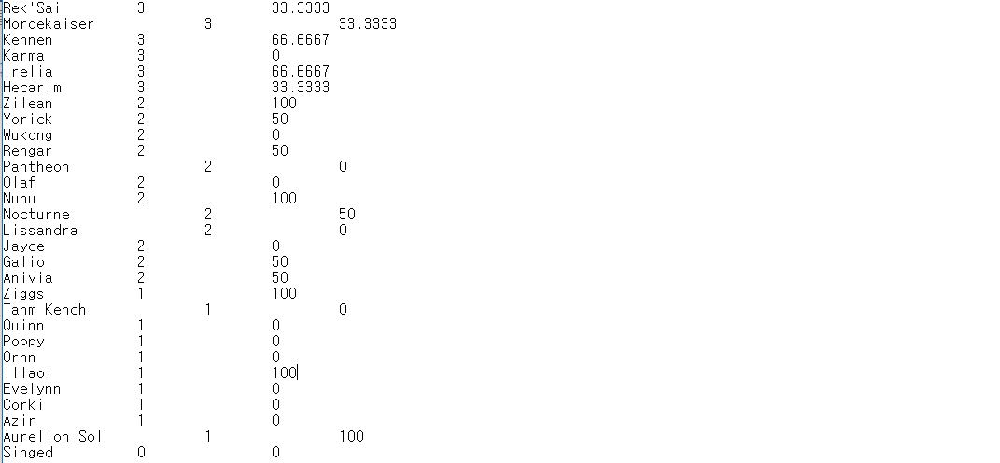 Rek'Sai 3 33.3333
Mordekaiser 3 33.3333
Kennen 3 66.6667
Karma 3 0
Irelia 3 66.6667
Hecarim 3 33.3333
Zilean 2 100
Yorick 2 50
Wukong 2 0
Rengar 2 50
Pantheon 2 0
Olaf 2 0
Nunu 2 100
Nocturne 2 50
Lissandra 2 0
Jayce 2 0
Galio 2 50
Anivia 2 50
Ziggs 1 100
Tahm Kench 1 0
Quinn 1 0
Poppy 1 0
Ornn 1 0
Illaoi 1 100
Evelynn 1 0
Corki 1 0
Azir 1 0
Aurelion Sol 1 100
Singed 0 0